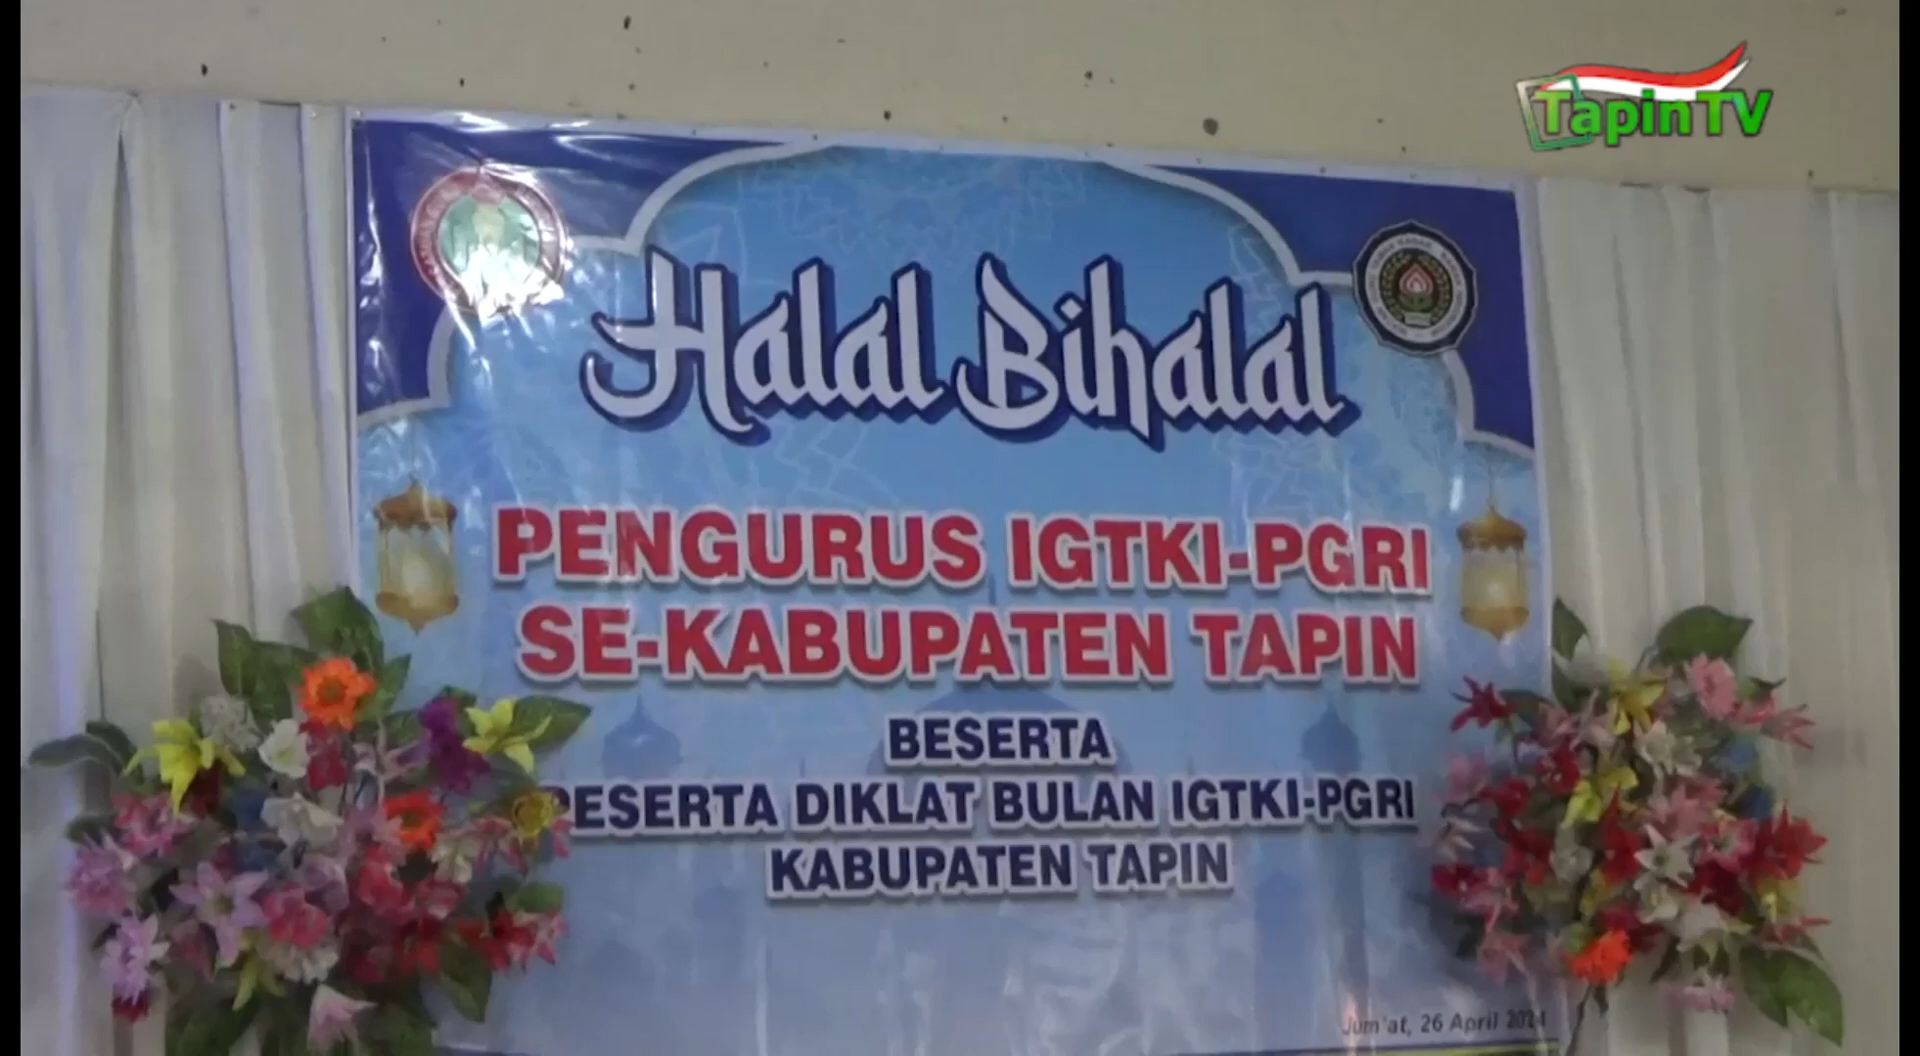 TapinTV
Halal Bihalal
PENGURUS IGTKI-PGRI
SE-KABUPATEN TAPIN
BESERTA
PESERTA DIKLAT BULAN IGTKI-PGRI
KABUPATEN TAPIN
Jum'at, 26 April 2024